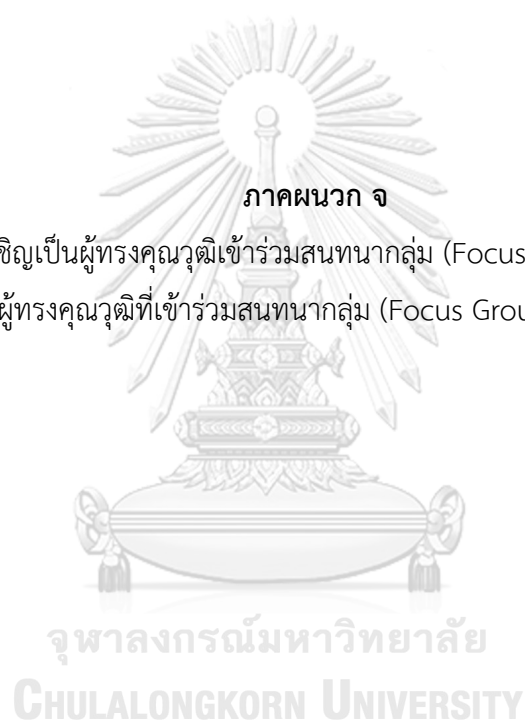 ภาคผนวก จ
ชิญเป็นผู้ทรงคุณวุฒิเข้าร่วมสนทนากลุ่ม (Focus
ผู้ทรงคุณวุฒิที่เข้าร่วมสนทนากลุ่ม (Focus Grou
จุฬาลงกรณ์มหาวิทยาลัย
CHULALONGKORN UNIVERSITY